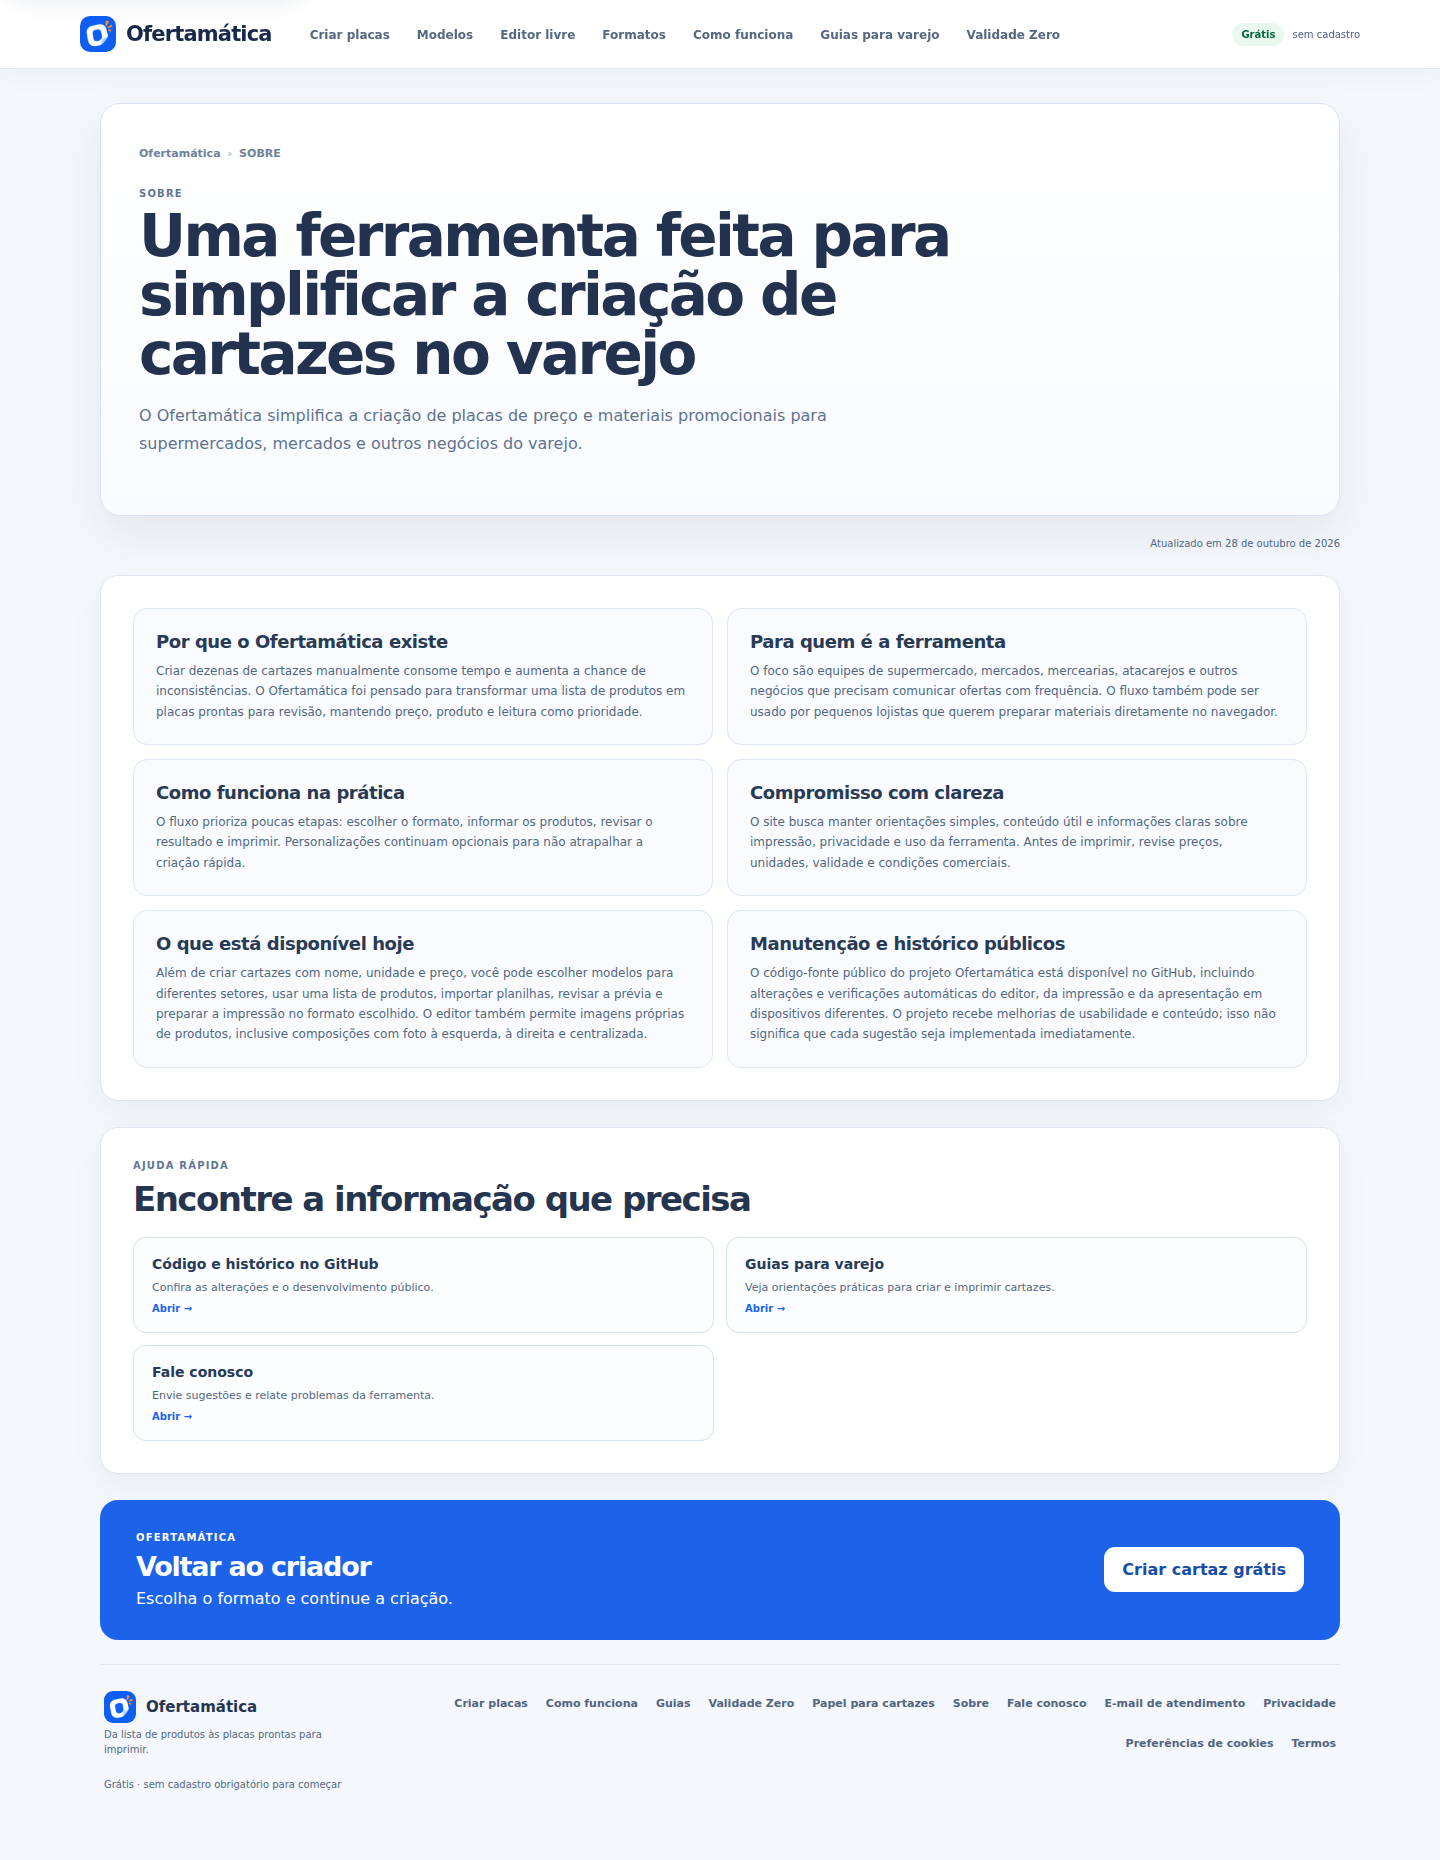 Ofertamática
Criar placas
Modelos
Editor livre
Formatos
Como funciona
Guias para varejo
Validade Zero
Grátis
sem cadastro
Ofertamática › SOBRE
SOBRE
Uma ferramenta feita para
simplificar a criação de
cartazes no varejo
O Ofertamática simplifica a criação de placas de preço e materiais promocionais para
supermercados, mercados e outros negócios do varejo.
Atualizado em 28 de outubro de 2026
Por que o Ofertamática existe
Criar dezenas de cartazes manualmente consome tempo e aumenta a chance de
inconsistências. O Ofertamática foi pensado para transformar uma lista de produtos em
placas prontas para revisão, mantendo preço, produto e leitura como prioridade.
Para quem é a ferramenta
O foco são equipes de supermercado, mercados, mercearias, atacarejos e outros
negócios que precisam comunicar ofertas com frequência. O fluxo também pode ser
usado por pequenos lojistas que querem preparar materiais diretamente no navegador.
Como funciona na prática
O fluxo prioriza poucas etapas: escolher o formato, informar os produtos, revisar o
resultado e imprimir. Personalizações continuam opcionais para não atrapalhar a
criação rápida.
Compromisso com clareza
O site busca manter orientações simples, conteúdo útil e informações claras sobre
impressão, privacidade e uso da ferramenta. Antes de imprimir, revise preços,
unidades, validade e condições comerciais.
O que está disponível hoje
Além de criar cartazes com nome, unidade e preço, você pode escolher modelos para
diferentes setores, usar uma lista de produtos, importar planilhas, revisar a prévia e
preparar a impressão no formato escolhido. O editor também permite imagens próprias
de produtos, inclusive composições com foto à esquerda, à direita e centralizada.
Manutenção e histórico públicos
O código-fonte público do projeto Ofertamática está disponível no GitHub, incluindo
alterações e verificações automáticas do editor, da impressão e da apresentação em
dispositivos diferentes. O projeto recebe melhorias de usabilidade e conteúdo; isso não
significa que cada sugestão seja implementada imediatamente.
AJUDA RÁPIDA
Encontre a informação que precisa
Código e histórico no GitHub
Confira as alterações e o desenvolvimento público.
Abrir →
Guias para varejo
Veja orientações práticas para criar e imprimir cartazes.
Abrir →
Fale conosco
Envie sugestões e relate problemas da ferramenta.
Abrir →
OFERTAMÁTICA
Voltar ao criador
Escolha o formato e continue a criação.
Criar cartaz grátis
Ofertamática
Da lista de produtos às placas prontas para
imprimir.
Grátis · sem cadastro obrigatório para começar
Criar placas
Como funciona
Guias
Validade Zero
Papel para cartazes
Sobre
Fale conosco
E-mail de atendimento
Privacidade
Preferências de cookies
Termos